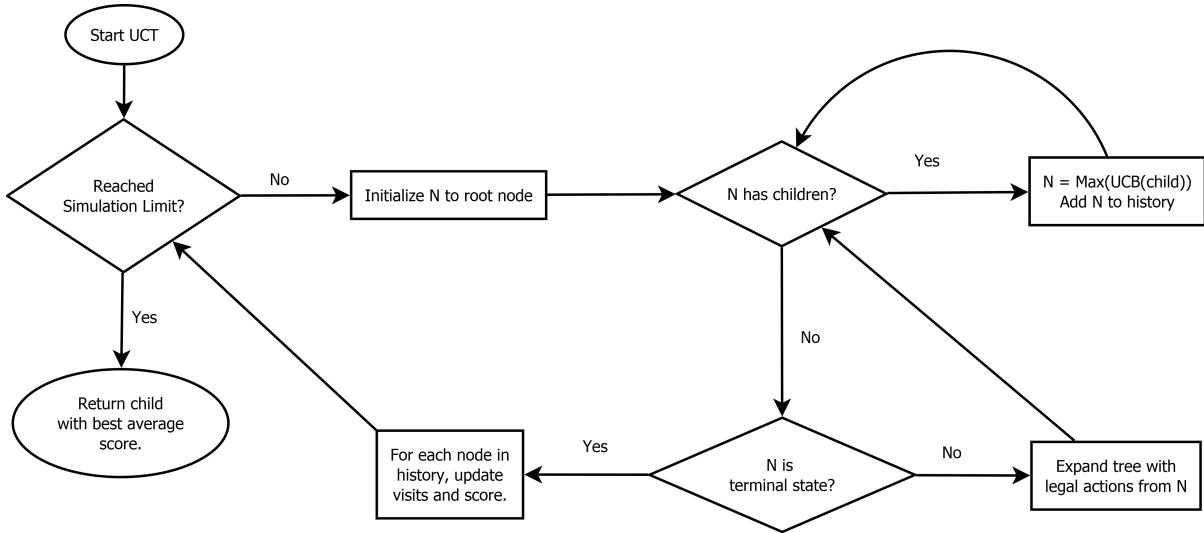 Start UCT
Reached
Simulation Limit?
No
Initialize N to root node
N has children?
Yes
N = Max(UCB(child))
Add N to history
Yes
Return child
with best average
score.
No
N is
terminal state?
Yes
For each node in
history, update
visits and score.
No
Expand tree with
legal actions from N